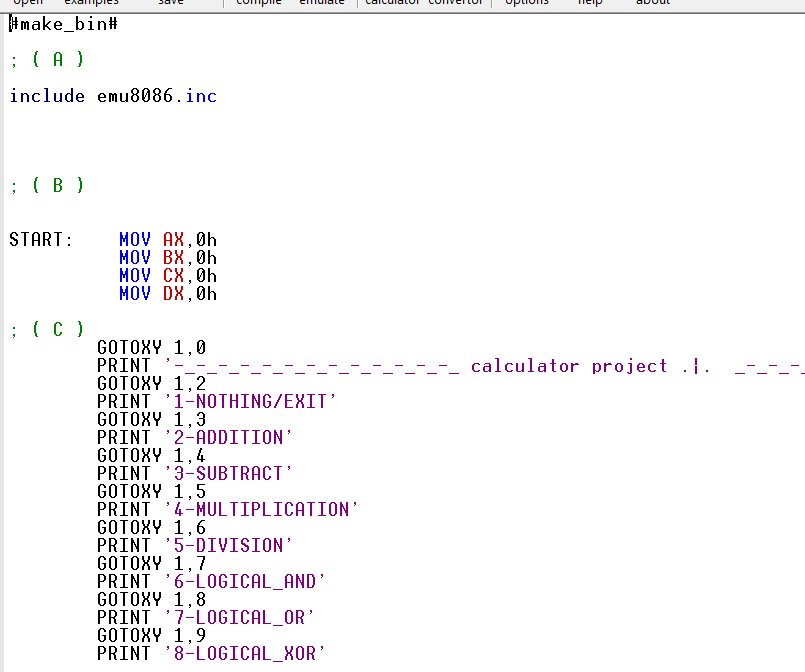 open examples save compile emulate calculator convertor options help about
#make_bin#
; ( A )
include emu8086.inc
; ( B )
START: MOV AX,0h
MOV BX,0h
MOV CX,0h
MOV DX,0h
; ( C )
GOTOXY 1,0
PRINT '-_-_-_-_-_-_-_-_-_-_-_-_-_ calculator project .|. _-_-_-_
GOTOXY 1,2
PRINT '1-NOTHING/EXIT'
GOTOXY 1,3
PRINT '2-ADDITION'
GOTOXY 1,4
PRINT '3-SUBTRACT'
GOTOXY 1,5
PRINT '4-MULTIPLICATION'
GOTOXY 1,6
PRINT '5-DIVISION'
GOTOXY 1,7
PRINT '6-LOGICAL_AND'
GOTOXY 1,8
PRINT '7-LOGICAL_OR'
GOTOXY 1,9
PRINT '8-LOGICAL_XOR'